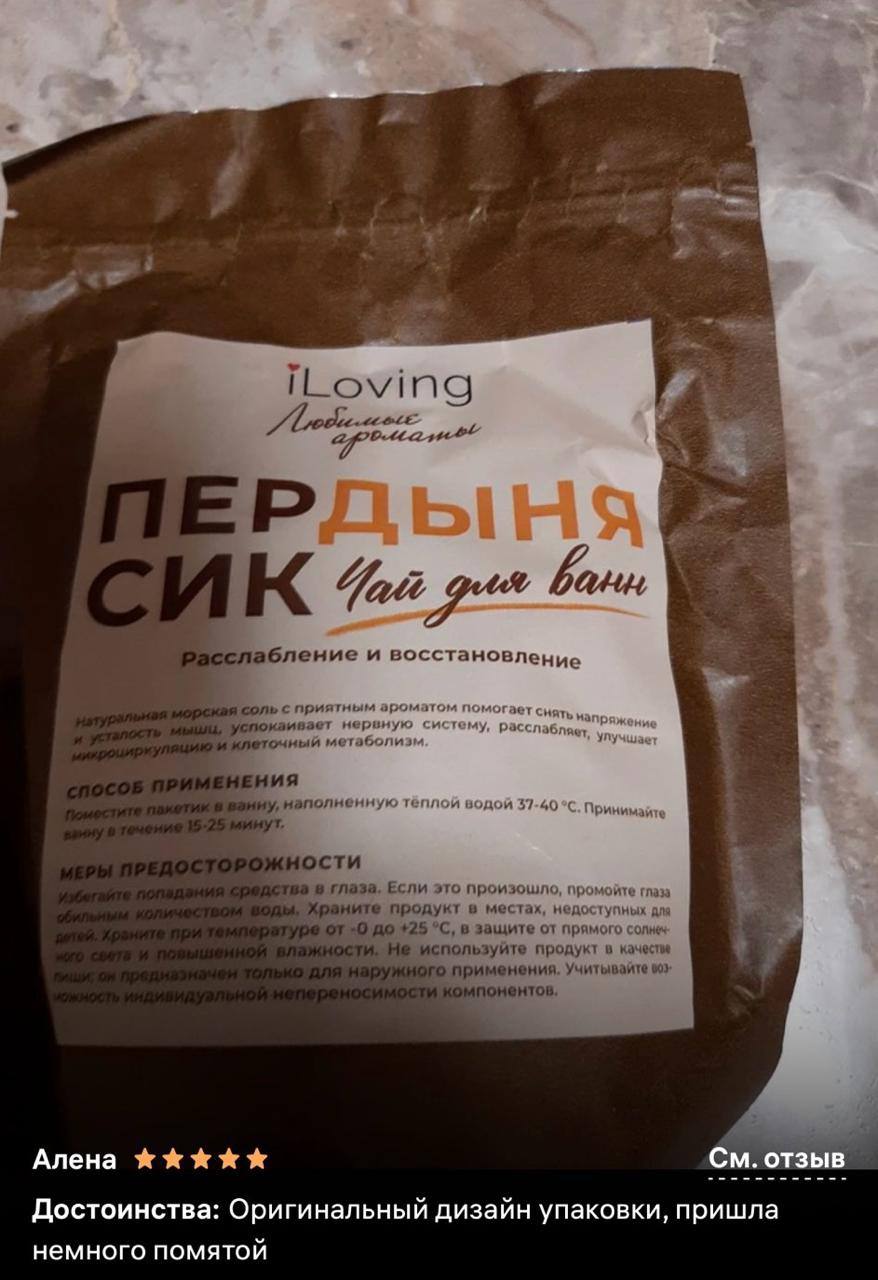 iLoving
Любимые
ароматы
ПЕРДЫНЯ
СИК Чай для ванн
Расслабление и восстановление
Натуральная морская соль с приятным ароматом помогает снять напряжение
и усталость мышц, успокаивает нервную систему, расслабляет, улучшает
микроциркуляцию и клеточный метаболизм.
СПОСОБ ПРИМЕНЕНИЯ
Поместите пакетик в ванну, наполненную тёплой водой 37-40 °С. Принимайте
ванну в течение 15-25 минут.
МЕРЫ ПРЕДОСТОРОЖНОСТИ
Избегайте попадания средства в глаза. Если это произошло, промойте глаза
обильным количеством воды. Храните продукт в местах, недоступных для
детей. Храните при температуре от -0 до +25 °С, в защите от прямого солнеч-
ного света и повышенной влажности. Не используйте продукт в качестве
пищи: он предназначен только для наружного применения. Учитывайте воз-
можность индивидуальной непереносимости компонентов.
Алена ★★★★★ См. отзыв
Достоинства: Оригинальный дизайн упаковки, пришла
немного помятой